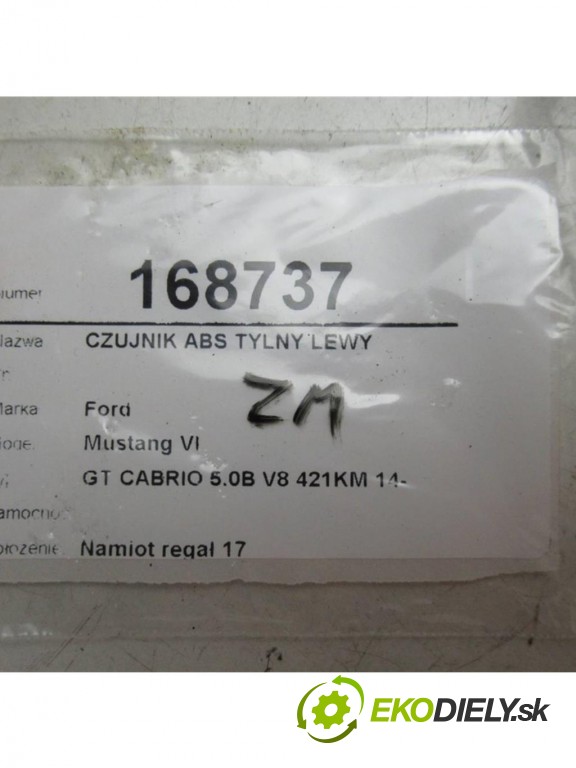 168737
CZUJNIK ABS TYLNY LEWY
Marka Ford
ZM
Mustang VI
GT CABRIO 5.0B V8 421KM 14-
Namiot regał 17
EKODIELY.sk